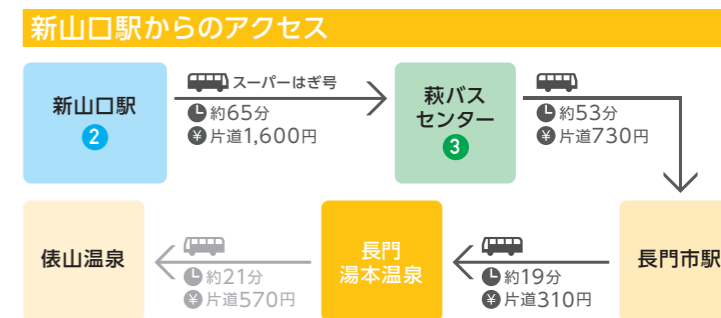 新山口駅からのアクセス
新山口駅
2
スーパーはぎ号
約65分
¥片道1,600円
萩バス
センター
3
約53分
¥片道730円
長門市駅
約19分
¥片道310円
長門
湯本温泉
約21分
¥片道570円
俵山温泉